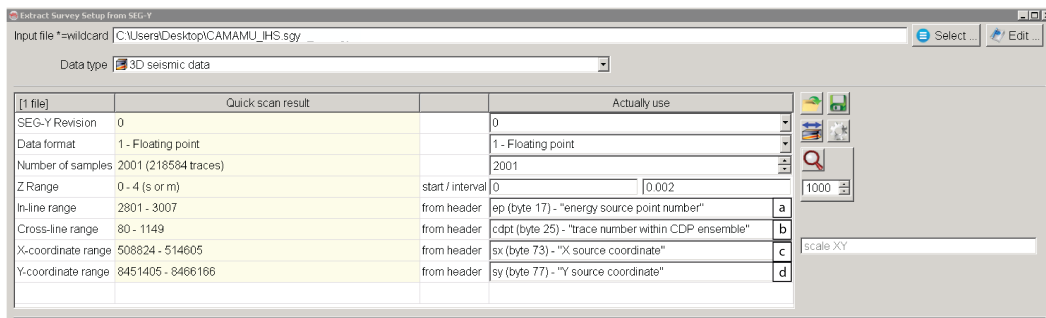 Extract Survey Setup from SEG-Y
Input file *=wildcard C:\Users\Desktop\CAMAMU_IHS.sgy Select ... Edit ...
Data type 3D seismic data
[1 file] Quick scan result Actually use
SEG-Y Revision 0 0
Data format 1 - Floating point 1 - Floating point
Number of samples 2001 (218584 traces) 2001
Z Range 0 - 4 (s or m) start / interval 0 0.002 1000
In-line range 2801 - 3007 from header ep (byte 17) - "energy source point number" a
Cross-line range 80 - 1149 from header cdpt (byte 25) - "trace number within CDP ensemble" b
X-coordinate range 508824 - 514605 from header sx (byte 73) - "X source coordinate" c scale XY
Y-coordinate range 8451405 - 8466166 from header sy (byte 77) - "Y source coordinate" d